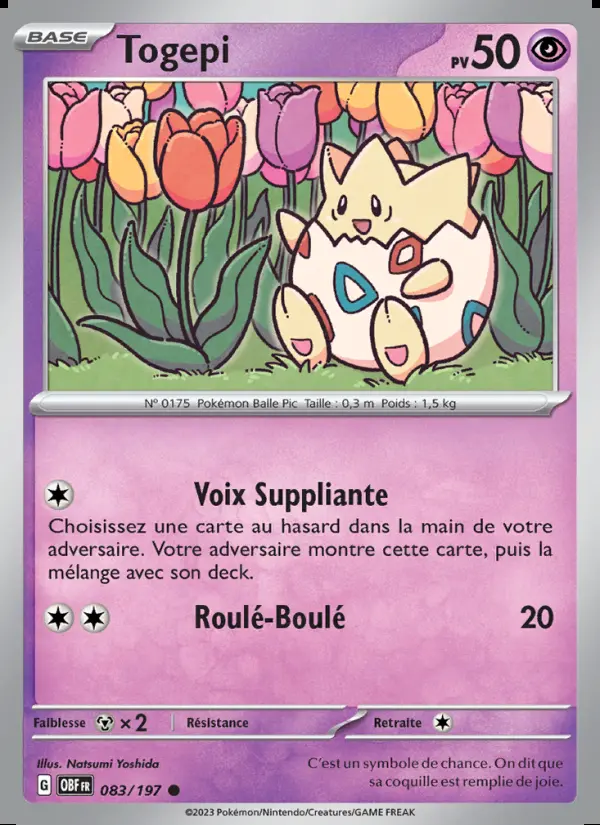 BASE
Togepi
PV 50
N° 0175 Pokémon Balle Pic Taille : 0,3 m Poids : 1,5 kg
Voix Suppliante
Choisissez une carte au hasard dans la main de votre
adversaire. Votre adversaire montre cette carte, puis la
mélange avec son deck.
Roulé-Boulé 20
Faiblesse ×2 Résistance Retraite
Illus. Natsumi Yoshida
C'est un symbole de chance. On dit que
sa coquille est remplie de joie.
G OBF FR 083/197
©2023 Pokémon/Nintendo/Creatures/GAME FREAK